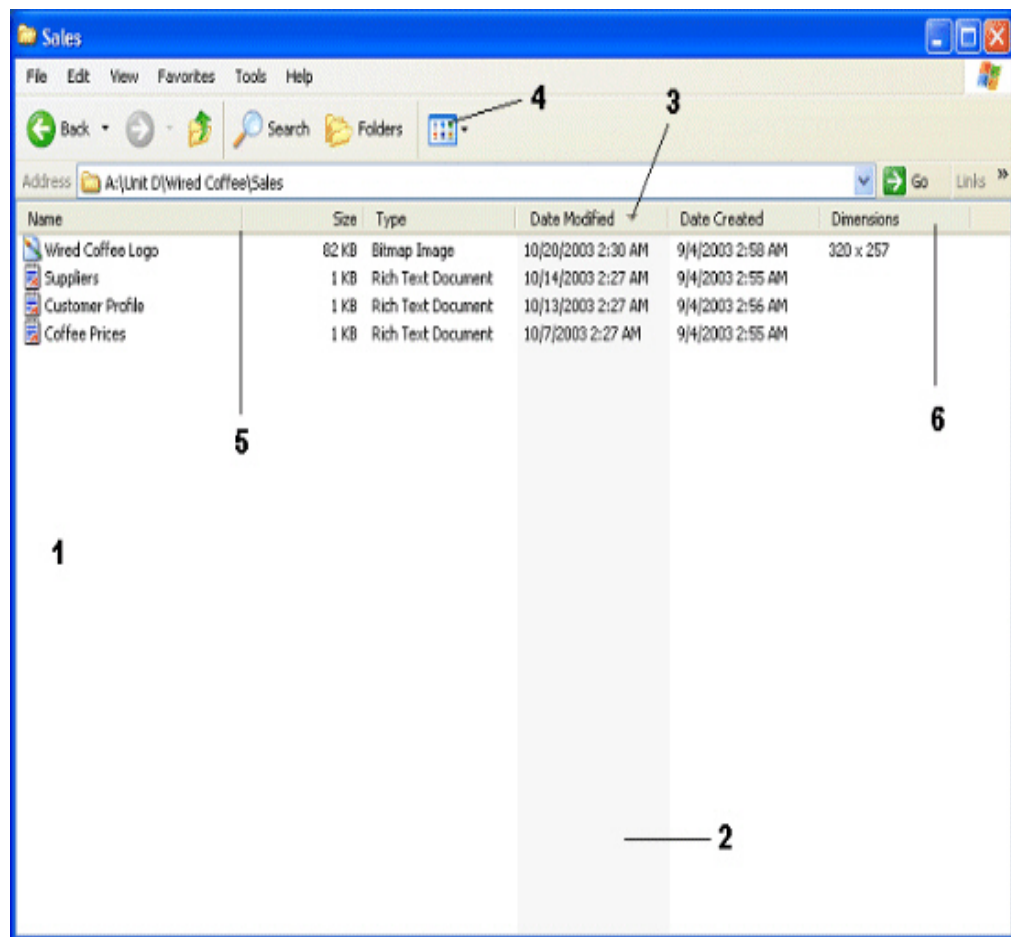 Sales
File Edit View Favorites Tools Help
4 3
Back Search Folders
Address A:\Unit D\Wired Coffee\Sales Go Links »
Name Size Type Date Modified Date Created Dimensions
Wired Coffee Logo 82 KB Bitmap Image 10/20/2003 2:30 AM 9/4/2003 2:58 AM 320 x 257
Suppliers 1 KB Rich Text Document 10/14/2003 2:27 AM 9/4/2003 2:55 AM
Customer Profile 1 KB Rich Text Document 10/13/2003 2:27 AM 9/4/2003 2:56 AM
Coffee Prices 1 KB Rich Text Document 10/7/2003 2:27 AM 9/4/2003 2:55 AM
5 6
1
2